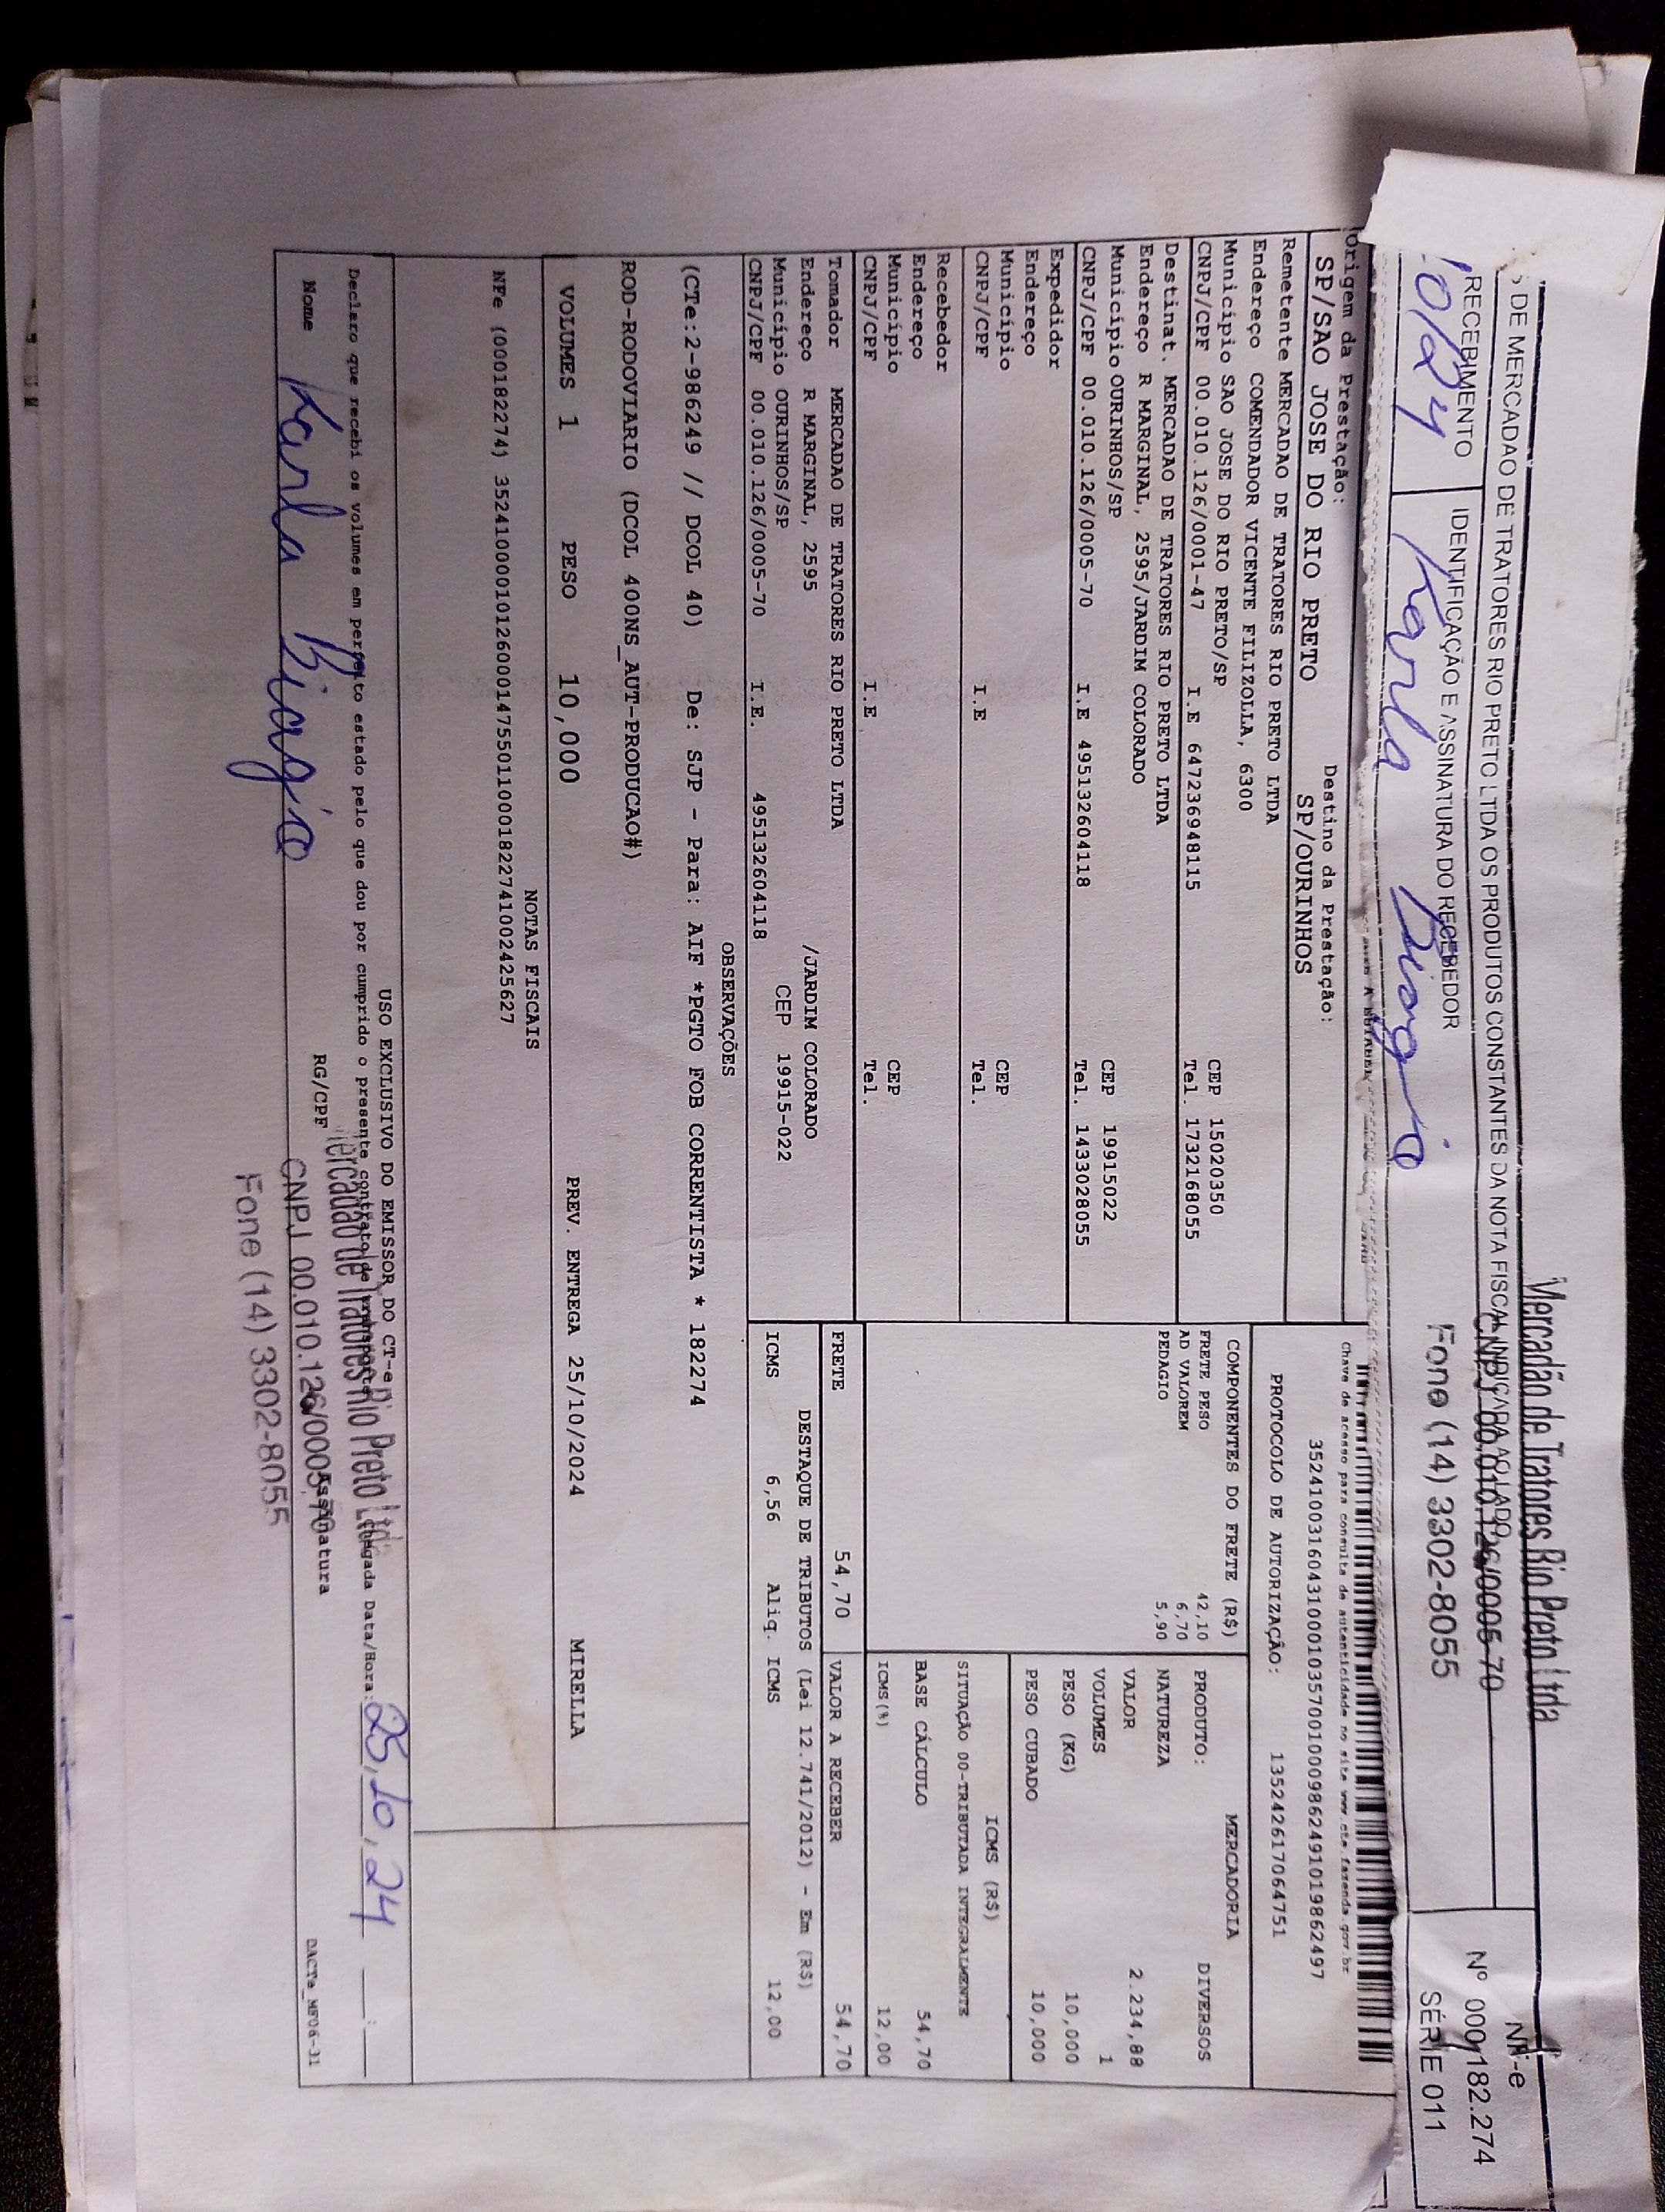 Mercadão de Tratores Rio Preto Ltda
DE MERCADAO DE TRATORES RIO PRETO LTDA OS PRODUTOS CONSTANTES DA NOTA FISCAL INDICADA AO LADO
CNPJ 00.010.126/0005-70
NF-e
Nº 000.182.274
SÉRIE 011
RECEBIMENTO
IDENTIFICAÇÃO E ASSINATURA DO RECEBEDOR
Fone (14) 3302-8055
10/24 Karla Biagio
Chave de acesso para consulta de autenticidade no site www.cte.fazenda.gov.br
35241003160431000103570010009862491019862497
PROTOCOLO DE AUTORIZAÇÃO: 135242617064751
Origem da Prestação: Destino da Prestação:
SP/SAO JOSE DO RIO PRETO SP/OURINHOS
Remetente MERCADAO DE TRATORES RIO PRETO LTDA
Endereço COMENDADOR VICENTE FILIZOLLA, 6300
Município SAO JOSE DO RIO PRETO/SP CEP 15020350
CNPJ/CPF 00.010.126/0001-47 I.E 647236948115 Tel. 1732168055
Destinat. MERCADAO DE TRATORES RIO PRETO LTDA
Endereço R MARGINAL, 2595/JARDIM COLORADO
Município OURINHOS/SP CEP 19915022
CNPJ/CPF 00.010.126/0005-70 I.E 495132604118 Tel. 1433028055
Expedidor
Endereço
Município CEP
CNPJ/CPF I.E Tel.
Recebedor
Endereço
Município CEP
CNPJ/CPF I.E Tel.
Tomador MERCADAO DE TRATORES RIO PRETO LTDA
Endereço R MARGINAL, 2595 /JARDIM COLORADO
Município OURINHOS/SP CEP 19915-022
CNPJ/CPF 00.010.126/0005-70 I.E. 495132604118
COMPONENTES DO FRETE (R$)
FRETE PESO 42,10
AD VALOREM 6,70
PEDAGIO 5,90
MERCADORIA
PRODUTO: DIVERSOS
NATUREZA
VALOR 2.234,88
VOLUMES 1
PESO (KG) 10,000
PESO CUBADO 10,000
ICMS (R$)
SITUAÇÃO 00-TRIBUTADA INTEGRALMENTE
BASE CÁLCULO 54,70
ICMS(%) 12,00
FRETE 54,70 VALOR A RECEBER 54,70
DESTAQUE DE TRIBUTOS (Lei 12.741/2012) - Em (R$)
ICMS 6,56 Aliq. ICMS 12,00
OBSERVAÇÕES
(CTe:2-986249 // DCOL 40) De: SJP - Para: AIF *PGTO FOB CORRENTISTA * 182274
ROD-RODOVIARIO (DCOL 400NS_AUT-PRODUCAO#)
VOLUMES 1 PESO 10,000 PREV. ENTREGA 25/10/2024 MIRELLA
NOTAS FISCAIS
NFe (000182274) 35241000010126000147550110001822741002425627
USO EXCLUSIVO DO EMISSOR DO CT-e
Declaro que recebi os volumes em perfeito estado pelo que dou por cumprido o presente contrato de transporte Chegada Data/Hora: 25/10/24
Mercadão de Tratores Rio Preto Ltda
Nome Karla Biagio RG/CPF Assinatura
CNPJ 00.010.126/0005-70
Fone (14) 3302-8055
DACTe_MF06-31